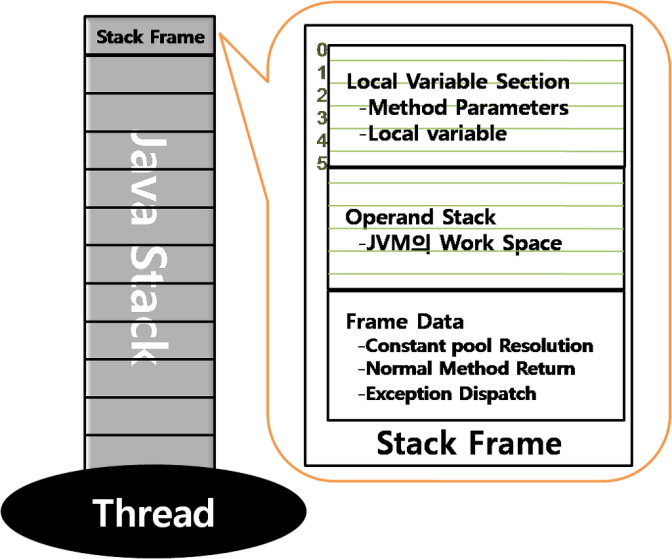 Stack Frame
Java Stack
Thread
0
1
2
3
4
5
Local Variable Section
-Method Parameters
-Local variable
Operand Stack
-JVM의 Work Space
Frame Data
-Constant pool Resolution
-Normal Method Return
-Exception Dispatch
Stack Frame